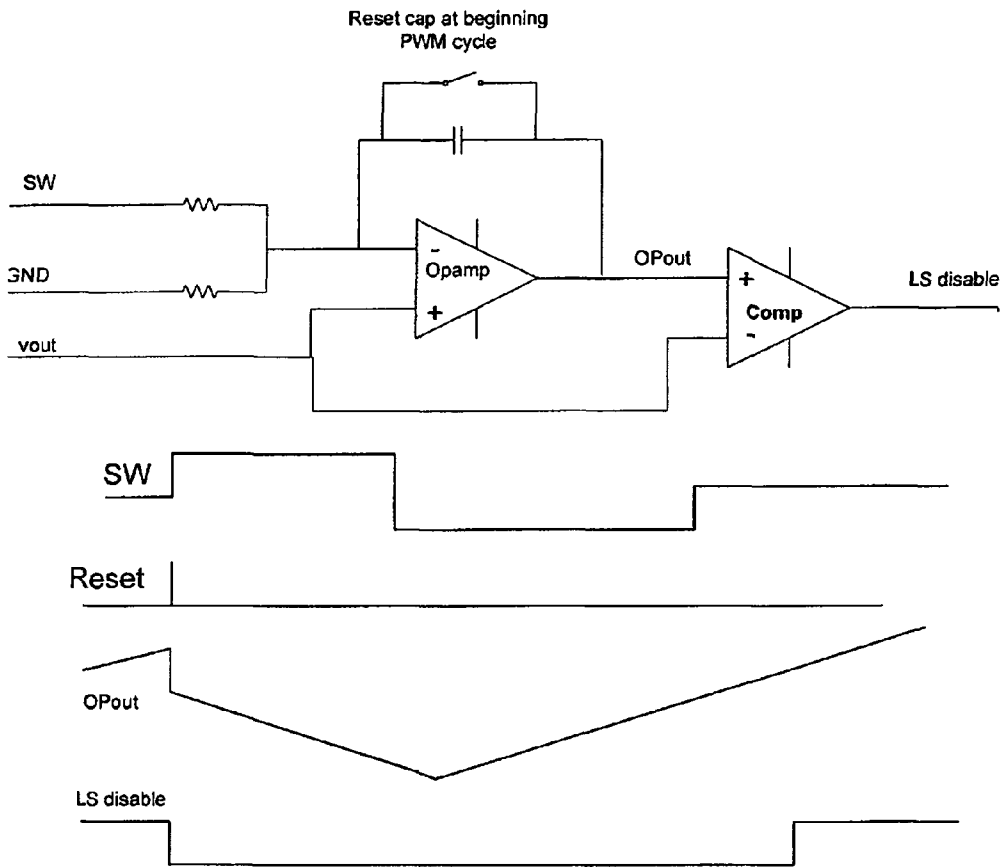 Reset cap at beginning
PWM cycle
SW
GND
vout
-
Opamp
+
OPout
+
Comp
-
LS disable
SW
Reset
OPout
LS disable